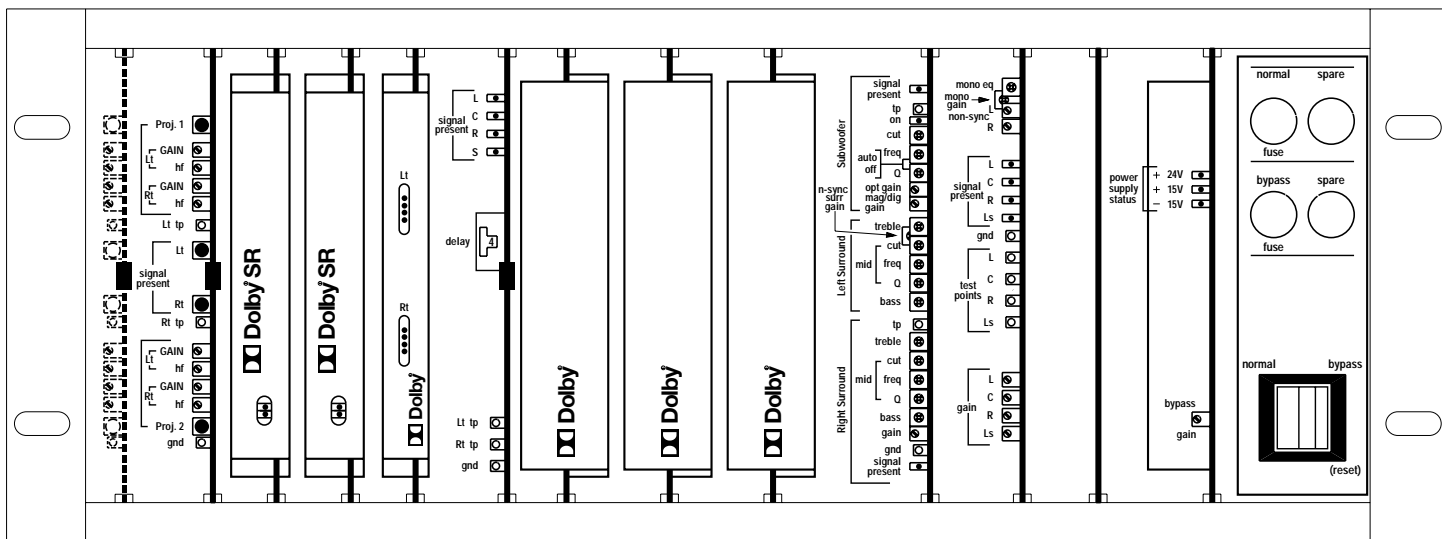 Proj. 1
GAIN
Lt
hf
GAIN
Rt
hf
Lt tp
Lt
signal
present
Rt
Rt tp
GAIN
Lt
hf
GAIN
Rt
hf
Proj. 2
gnd
Dolby SR
Dolby SR
Lt
Rt
Dolby
L
C
signal
present
R
S
delay
4
Lt tp
Rt tp
gnd
Dolby
Dolby
Dolby
Subwoofer
signal
present
tp
on
cut
auto
off
freq
Q
opt gain
mag/dig
gain
n-sync
surr
gain
Left Surround
treble
cut
mid
freq
Q
bass
Right Surround
tp
treble
cut
mid
freq
Q
bass
gain
gnd
signal
present
mono eq
mono
gain
L
non-sync
R
L
C
signal
present
R
Ls
gnd
L
C
test
points
R
Ls
L
C
gain
R
Ls
power
supply
status
+ 24V
+ 15V
– 15V
bypass
gain
normal spare
fuse
bypass spare
fuse
normal bypass
(reset)